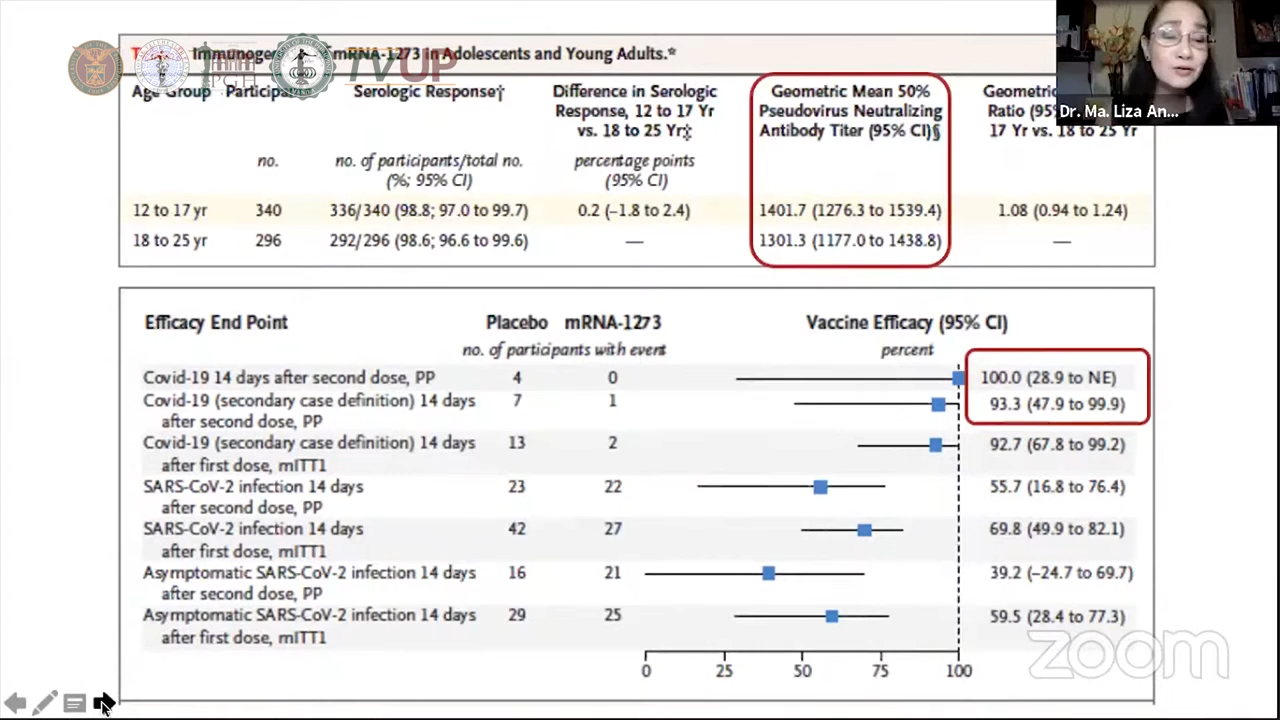 Immunoge mRNA-1273 in Adolescents and Young Adults.*
TVUP
PGH
Dr. Ma. Liza An...
Age Group Participa Serologic Response† Difference in Serologic Response, 12 to 17 Yr vs. 18 to 25 Yr‡ Geometric Mean 50% Pseudovirus Neutralizing Antibody Titer (95% CI)§ Geometric Ratio 17 Yr vs. 18 to 25 Yr
no. no. of participants/total no. (%; 95% CI) percentage points (95% CI)
12 to 17 yr 340 336/340 (98.8; 97.0 to 99.7) 0.2 (–1.8 to 2.4) 1401.7 (1276.3 to 1539.4) 1.08 (0.94 to 1.24)
18 to 25 yr 296 292/296 (98.6; 96.6 to 99.6) — 1301.3 (1177.0 to 1438.8) —
Efficacy End Point Placebo mRNA-1273 Vaccine Efficacy (95% CI)
no. of participants with event percent
Covid-19 14 days after second dose, PP 4 0 100.0 (28.9 to NE)
Covid-19 (secondary case definition) 14 days 7 1 93.3 (47.9 to 99.9)
after second dose, PP
Covid-19 (secondary case definition) 14 days 13 2 92.7 (67.8 to 99.2)
after first dose, mITT1
SARS-CoV-2 infection 14 days 23 22 55.7 (16.8 to 76.4)
after second dose, PP
SARS-CoV-2 infection 14 days 42 27 69.8 (49.9 to 82.1)
after first dose, mITT1
Asymptomatic SARS-CoV-2 infection 14 days 16 21 39.2 (–24.7 to 69.7)
after second dose, PP
Asymptomatic SARS-CoV-2 infection 14 days 29 25 59.5 (28.4 to 77.3)
after first dose, mITT1
0 25 50 75 100
zoom